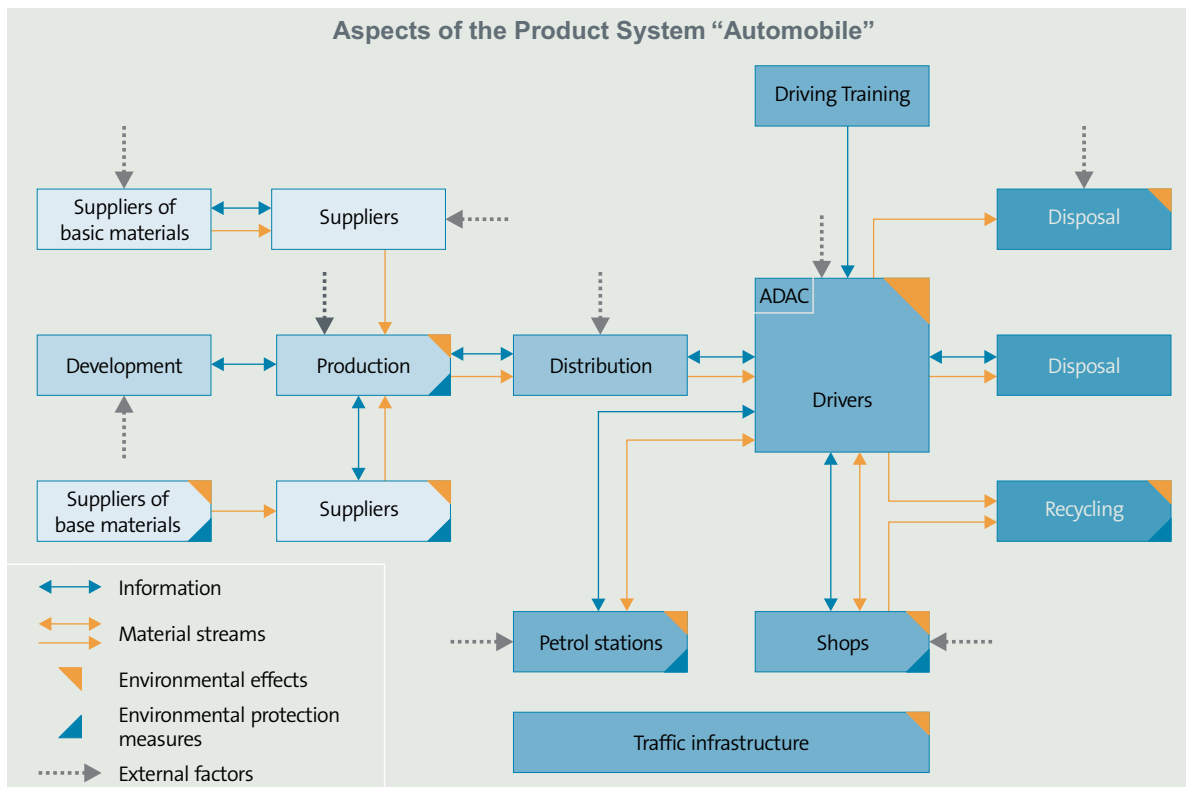 Aspects of the Product System “Automobile”
Driving Training
Suppliers of
basic materials
Suppliers
Disposal
ADAC
Development
Production
Distribution
Drivers
Disposal
Suppliers of
base materials
Suppliers
Recycling
Information
Material streams
Environmental effects
Environmental protection
measures
External factors
Petrol stations
Shops
Traffic infrastructure